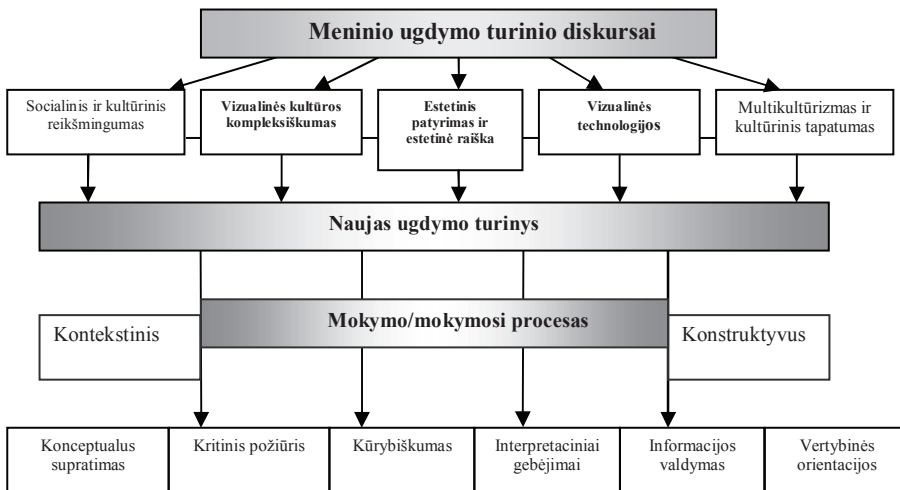 Meninio ugdymo turinio diskursai
Socialinis ir kultūrinis
reikšmingumas
Vizualinės kultūros
kompleksiškumas
Estetinis
patyrimas ir
estetinė raiška
Vizualinės
technologijos
Multikultūrizmas ir
kultūrinis tapatumas
Naujas ugdymo turinys
Kontekstinis
Mokymo/mokymosi procesas
Konstruktyvus
Konceptualus
supratimas
Kritinis požiūris
Kūrybiškumas
Interpretaciniai
gebėjimai
Informacijos
valdymas
Vertybinės
orientacijos